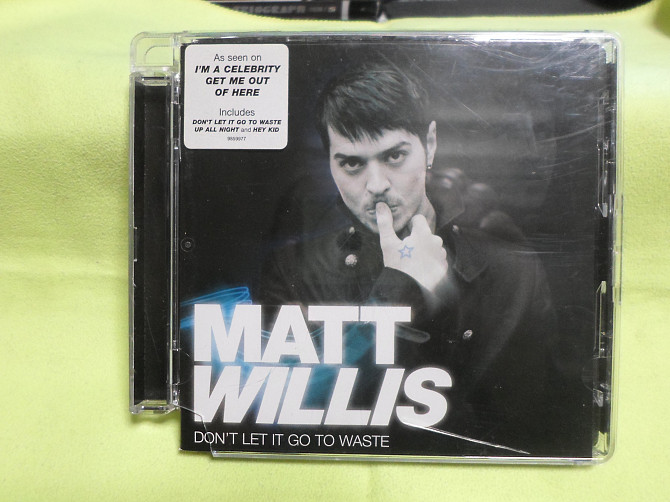 As seen on
I'M A CELEBRITY
GET ME OUT
OF HERE
Includes
DON'T LET IT GO TO WASTE
UP ALL NIGHT and HEY KID
9859977
MATT
WILLIS
DON'T LET IT GO TO WASTE